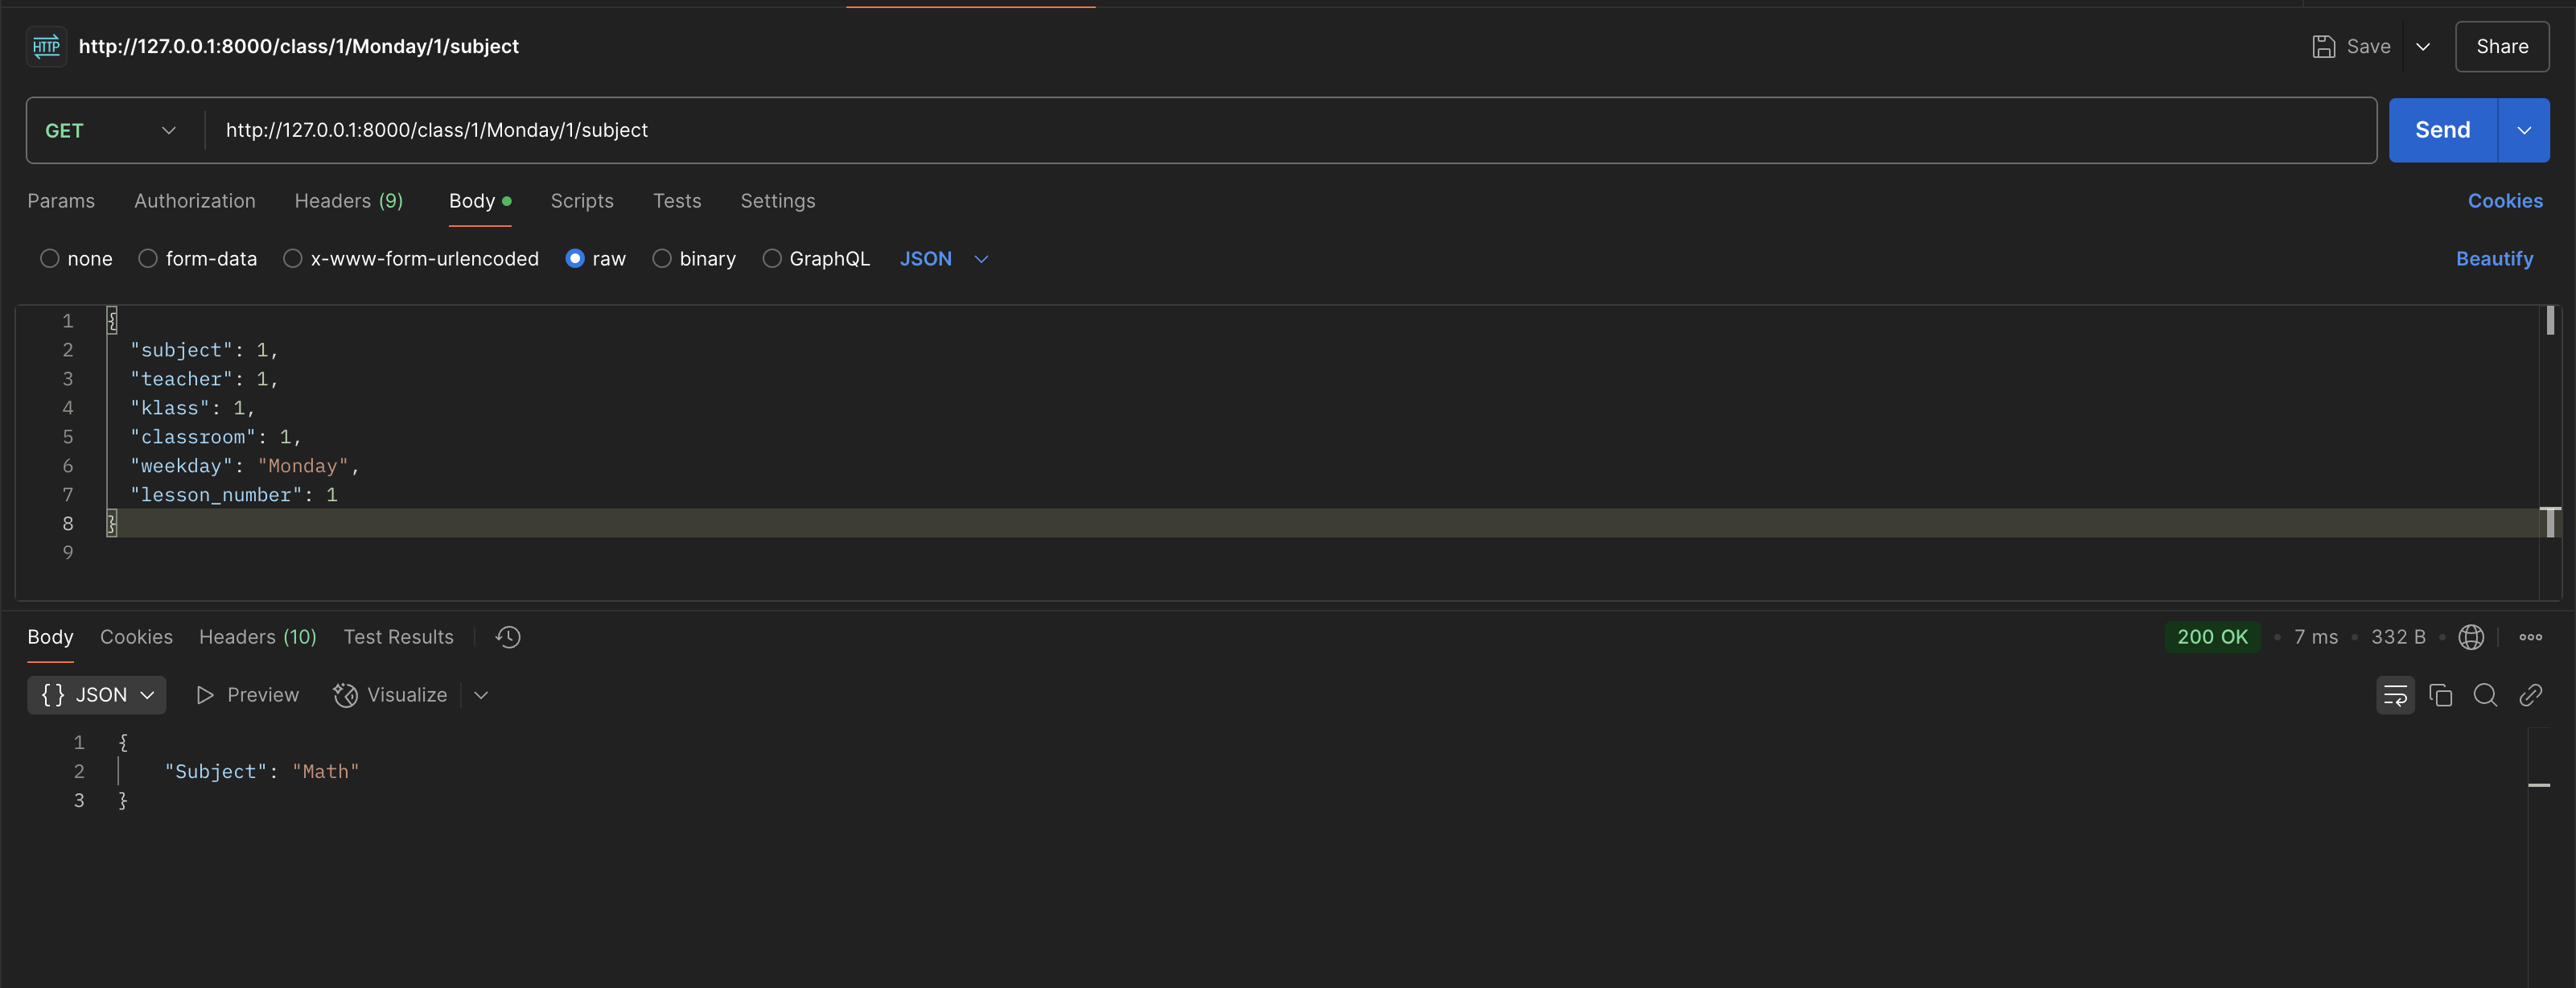 HTTP http://127.0.0.1:8000/class/1/Monday/1/subject Save Share
GET http://127.0.0.1:8000/class/1/Monday/1/subject Send
Params Authorization Headers (9) Body Scripts Tests Settings Cookies
none form-data x-www-form-urlencoded raw binary GraphQL JSON Beautify
1 {
2 "subject": 1,
3 "teacher": 1,
4 "klass": 1,
5 "classroom": 1,
6 "weekday": "Monday",
7 "lesson_number": 1
8 }
9
Body Cookies Headers (10) Test Results 200 OK • 7 ms • 332 B •
{} JSON Preview Visualize
1 {
2 "Subject": "Math"
3 }